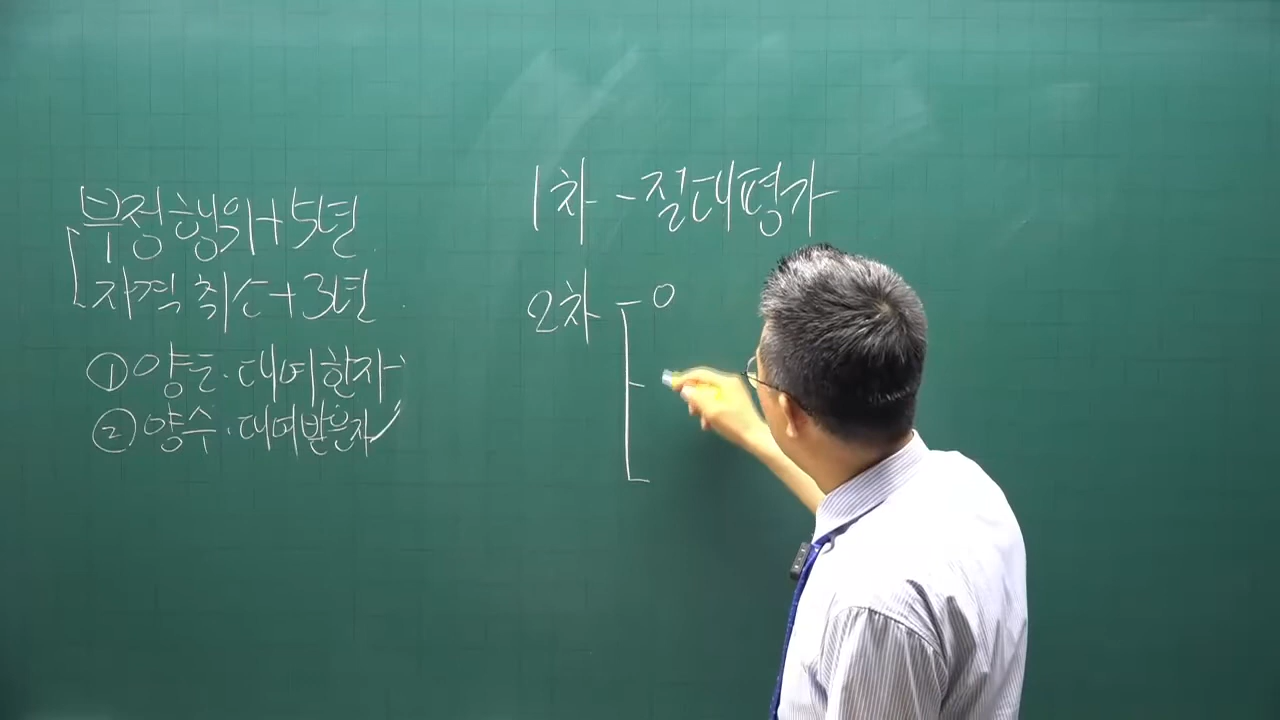 부정행위+5년
자격취소+3년
① 양도·대여한자
② 양수·대여받은자
1차 - 절대평가
2차 - 0